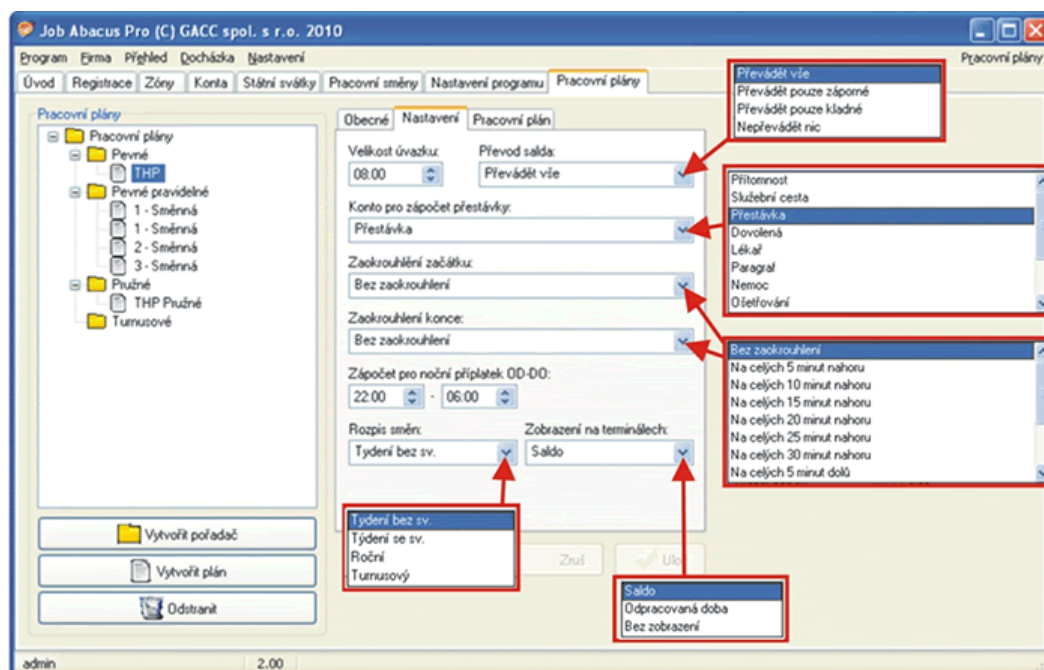 Job Abacus Pro (C) GACC spol. s r.o. 2010
Program Firma Přehled Docházka Nastavení Pracovní plány
Úvod Registrace Zóny Konta Státní svátky Pracovní směny Nastavení programu Pracovní plány
Pracovní plány
Pracovní plány
Pevné
THP
Pevné pravidelné
1 - Směnná
1 - Směnná
2 - Směnná
3 - Směnná
Pružné
THP Pružné
Turnusové
Vytvořit pořadač
Vytvořit plán
Odstranit
Obecné Nastavení Pracovní plán
Velikost úvazku: Převod salda:
08:00 Převádět vše
Konto pro zápočet přestávky:
Přestávka
Zaokrouhlění začátku:
Bez zaokrouhlení
Zaokrouhlení konce:
Bez zaokrouhlení
Zápočet pro noční příplatek OD-DO:
22:00 - 06:00
Rozpis směn: Zobrazení na terminálech:
Tydení bez sv. Saldo
Zruš
Převádět vše
Převádět pouze záporné
Převádět pouze kladné
Nepřevádět nic
Přítomnost
Služební cesta
Přestávka
Dovolená
Lékař
Paragraf
Nemoc
Ošetřování
Bez zaokrouhlení
Na celých 5 minut nahoru
Na celých 10 minut nahoru
Na celých 15 minut nahoru
Na celých 20 minut nahoru
Na celých 25 minut nahoru
Na celých 30 minut nahoru
Na celých 5 minut dolů
Tydení bez sv.
Týdení se sv.
Roční
Turnusový
Saldo
Odpracovaná doba
Bez zobrazení
admin 2.00